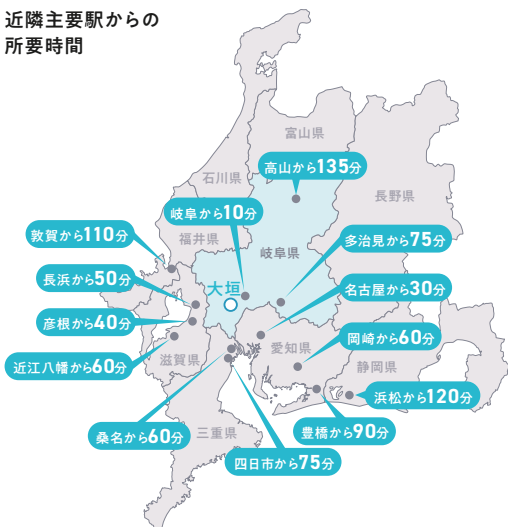 近隣主要駅からの
所要時間
富山県
高山から135分
石川県
長野県
岐阜から10分
敦賀から110分
福井県
多治見から75分
岐阜県
長浜から50分
大垣
名古屋から30分
彦根から40分
岡崎から60分
愛知県
滋賀県
近江八幡から60分
静岡県
浜松から120分
桑名から60分
三重県
豊橋から90分
四日市から75分